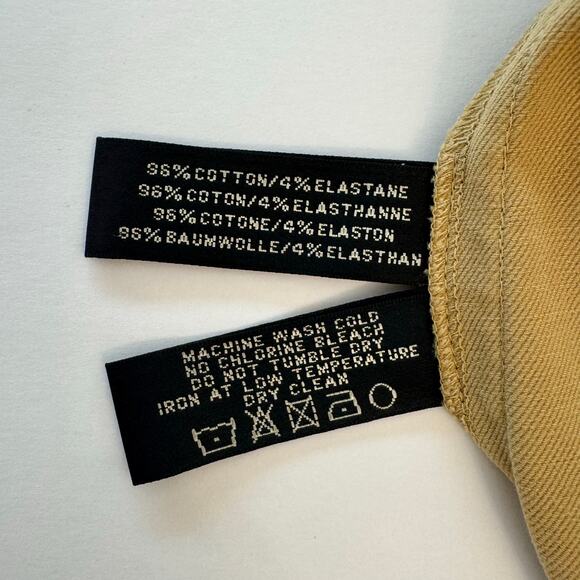 96% COTTON/4% ELASTANE
96% COTON/4% ELASTHANNE
96% COTONE/4% ELASTON
96% BAUMWOLLE/4% ELASTHAN
MACHINE WASH COLD
NO CHLORINE BLEACH
DO NOT TUMBLE DRY
IRON AT LOW TEMPERATURE
DRY CLEAN